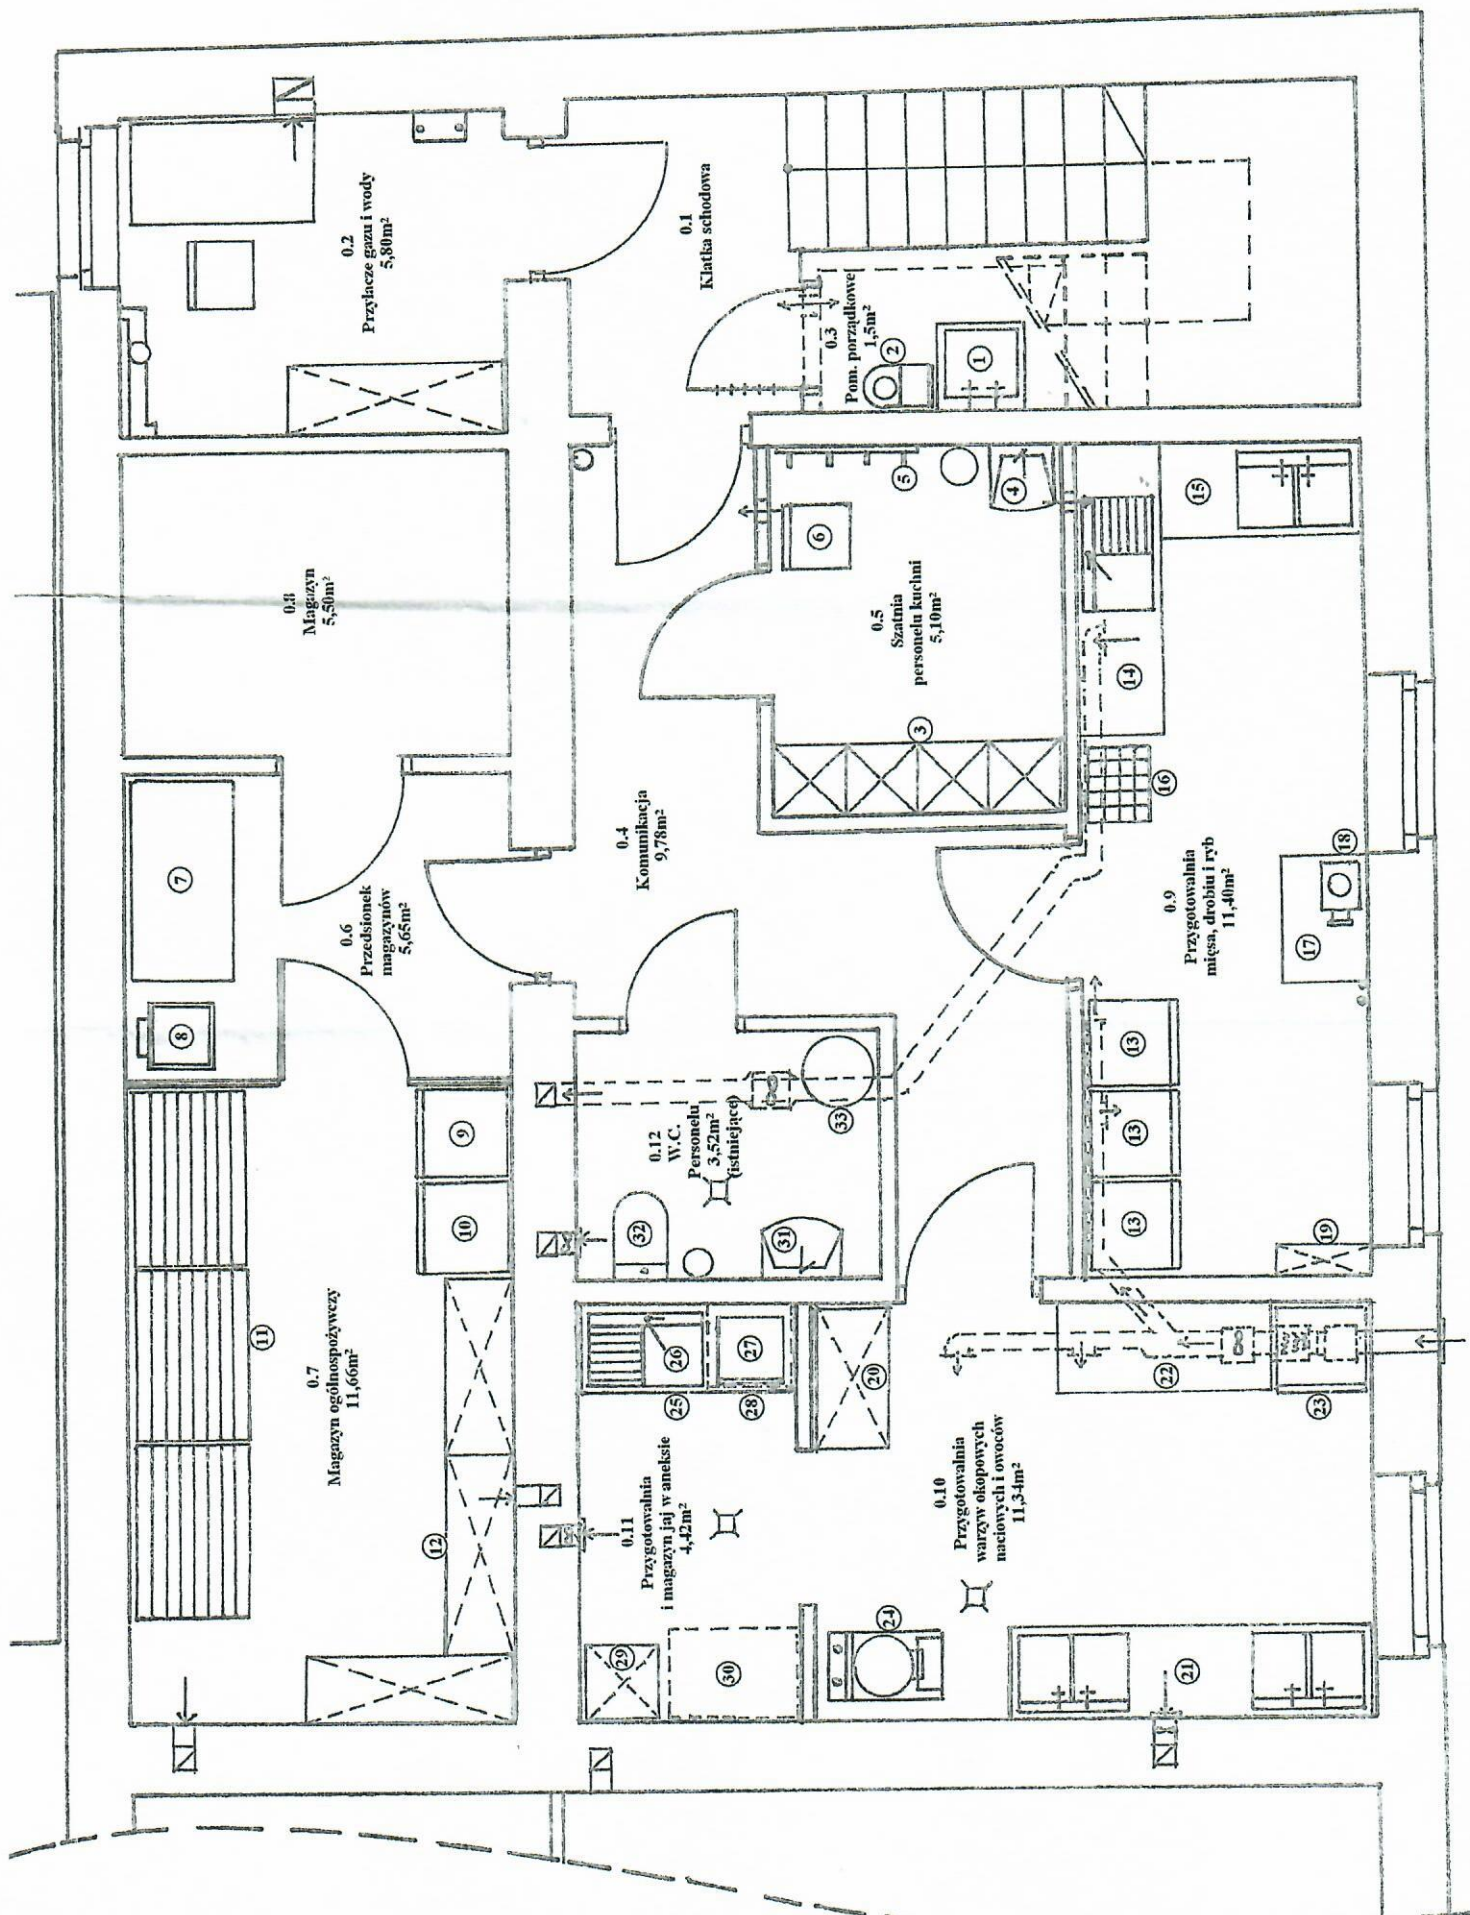 0.1
Klatka schodowa
0.2
Przyłącze gazu i wody
5,80m²
0.3
Pom. porządkowe
1,5m²
0.4
Komunikacja
9,78m²
0.5
Szatnia
personelu kuchni
5,10m²
0.6
Przedsionek
magazynów
5,65m²
0.7
Magazyn ogólnospożywczy
11,66m²
0.8
Magazyn
5,50m²
0.9
Przygotowalnia
mięsa, drobiu i ryb
11,40m²
0.10
Przygotowalnia
warzyw okopowych
naciowych i owoców
11,34m²
0.11
Przygotowalnia
i magazyn jaj w aneksie
4,42m²
0.12
W.C.
Personelu
3,52m²
(istniejące)
1
2
3
4
5
6
7
8
9
10
11
12
13
13
13
14
15
16
17
18
19
20
21
22
23
24
25
26
27
28
29
30
31
32
33